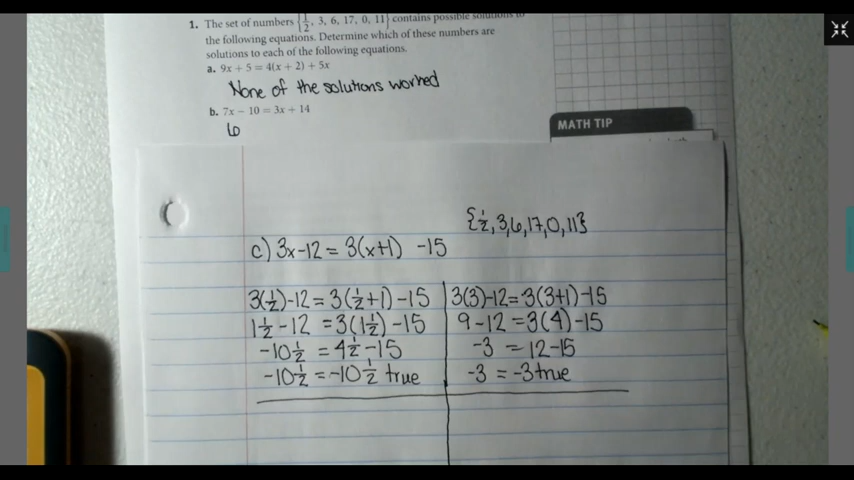 1. The set of numbers {1/2, 3, 6, 17, 0, 11} contains possible solutions to
the following equations. Determine which of these numbers are
solutions to each of the following equations.
a. 9x + 5 = 4(x + 2) + 5x
None of the solutions worked
b. 7x − 10 = 3x + 14
6
MATH TIP
{1/2, 3, 6, 17, 0, 11}
c) 3x-12 = 3(x+1) -15
3(1/2)-12 = 3(1/2+1)-15
1 1/2 -12 = 3(1 1/2)-15
-10 1/2 = 4 1/2 -15
-10 1/2 = -10 1/2 true
3(3)-12=3(3+1)-15
9-12 = 3(4)-15
-3 = 12-15
-3 = -3 true